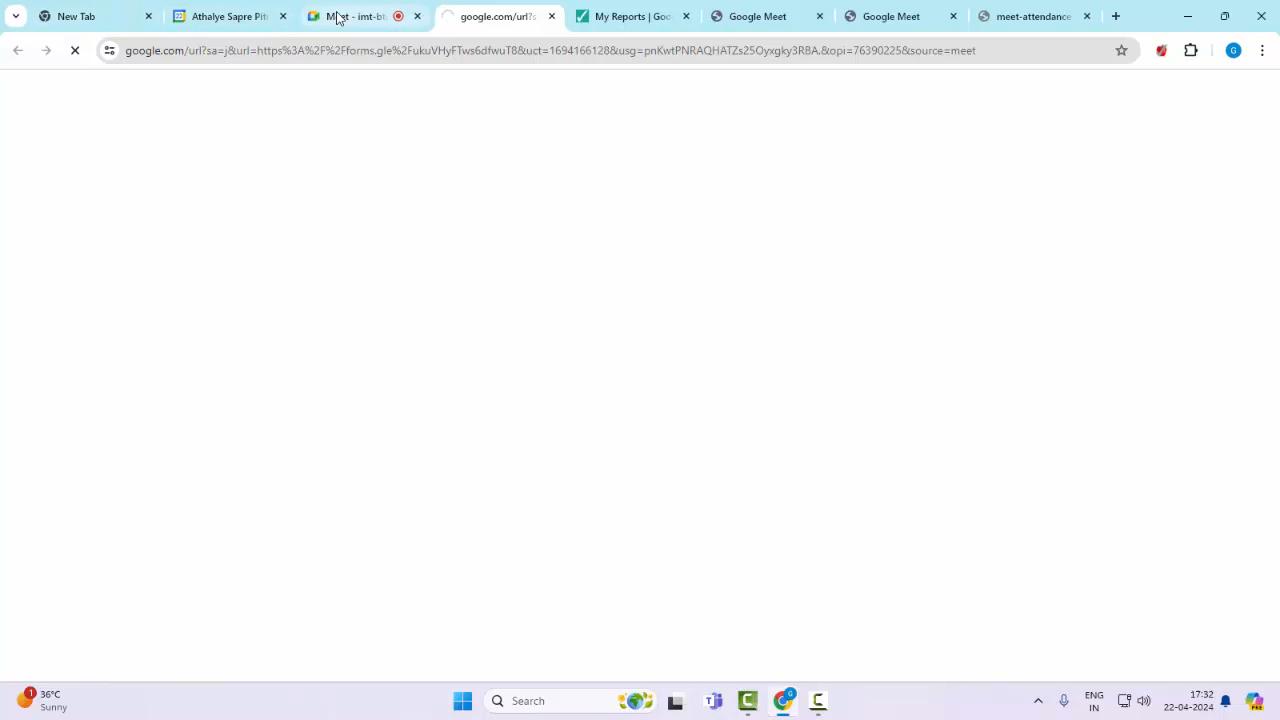 New Tab
Athalye Sapre Pit
Meet - imt-bt
google.com/url?s
My Reports | Goo
Google Meet
Google Meet
meet-attendance
google.com/url?sa=j&url=https%3A%2F%2Fforms.gle%2FukuVHyFTws6dfwuT8&uct=1694166128&usg=pnKwtPNRAQHATZs25Oyxgky3RBA.&opi=76390225&source=meet
G
1
36°C
Sunny
Search
ENG
IN
17:32
22-04-2024